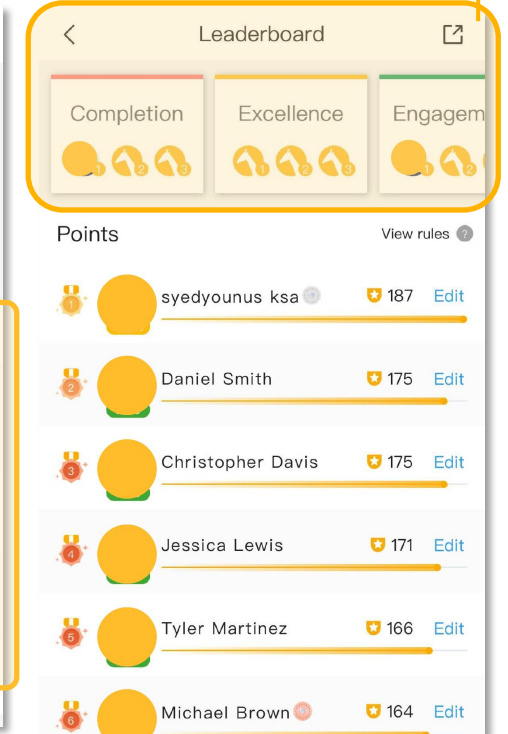 Leaderboard
Completion Excellence Engagem
1 2 3 1 2 3 1 2
Points View rules ?
1 syedyounus ksa 187 Edit
2 Daniel Smith 175 Edit
3 Christopher Davis 175 Edit
4 Jessica Lewis 171 Edit
5 Tyler Martinez 166 Edit
6 Michael Brown 164 Edit